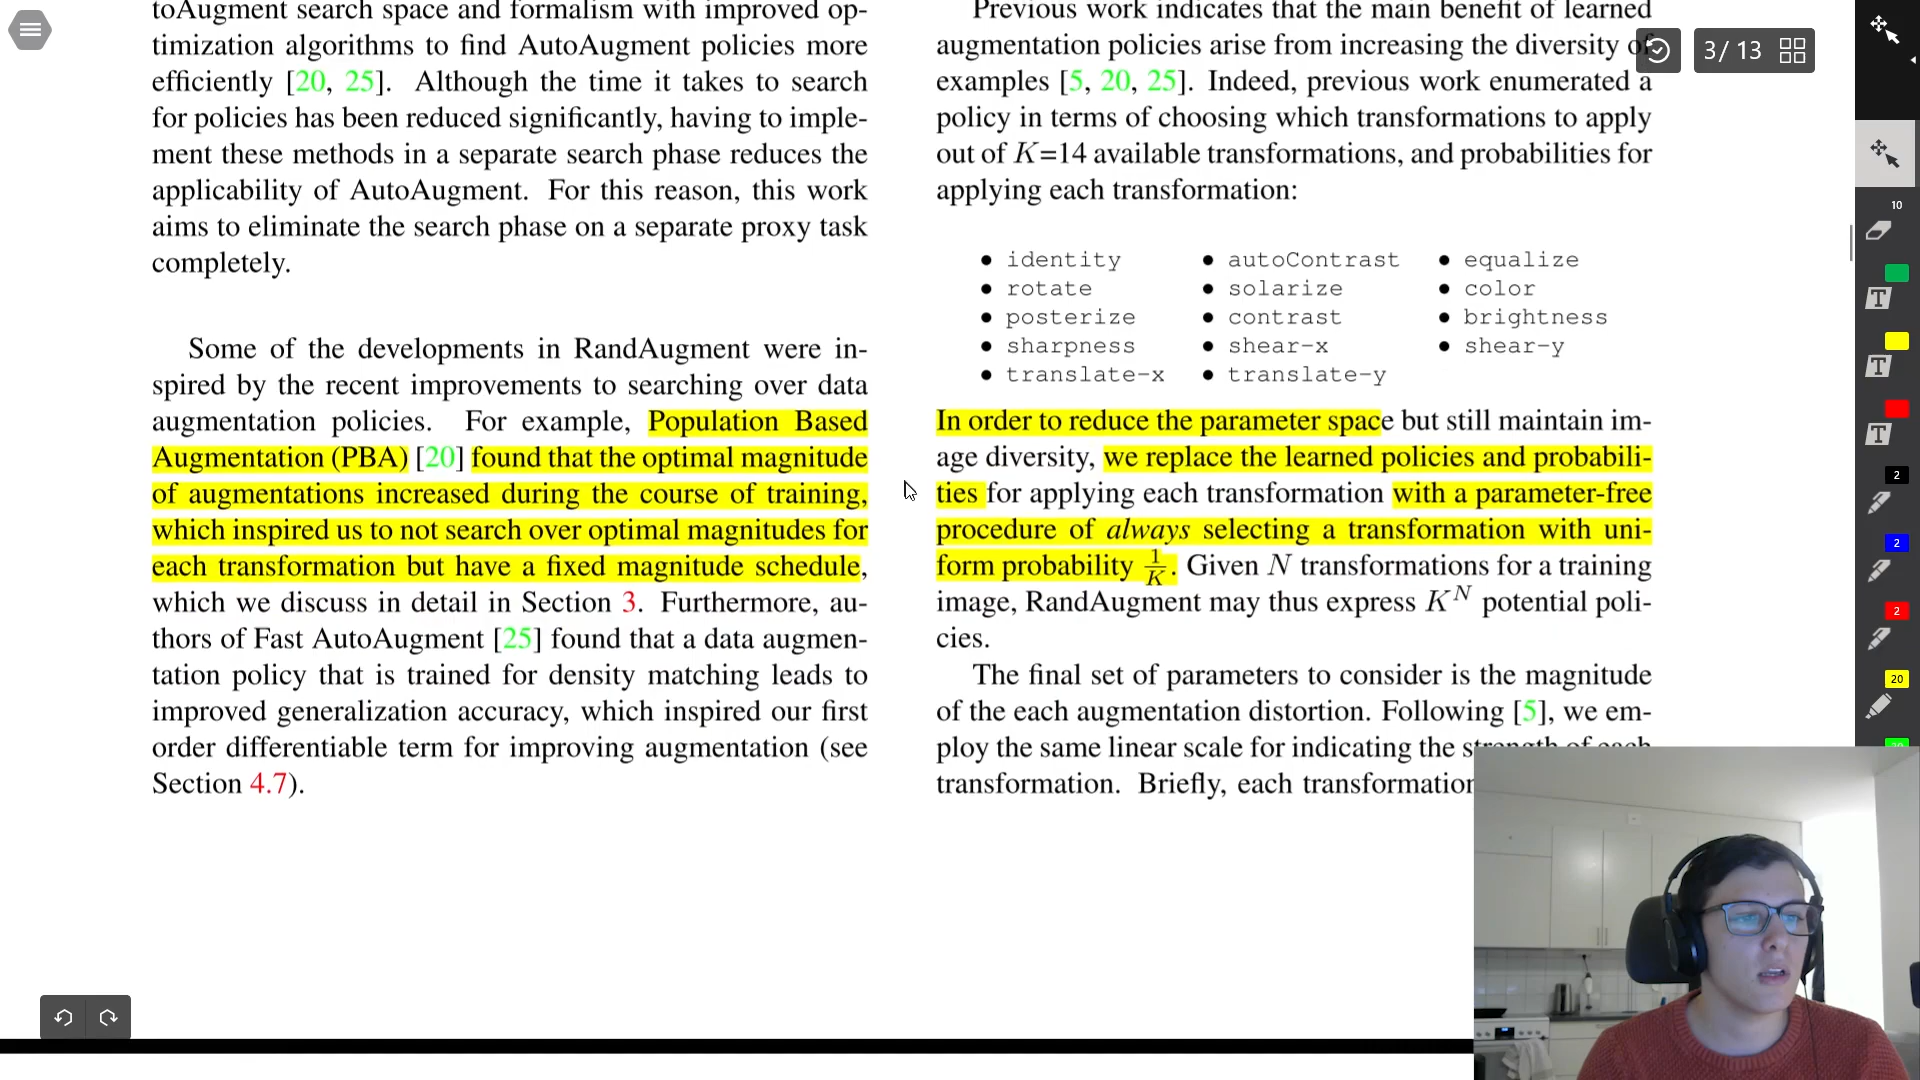 toAugment search space and formalism with improved op-
timization algorithms to find AutoAugment policies more
efficiently [20, 25]. Although the time it takes to search
for policies has been reduced significantly, having to imple-
ment these methods in a separate search phase reduces the
applicability of AutoAugment. For this reason, this work
aims to eliminate the search phase on a separate proxy task
completely.
Some of the developments in RandAugment were in-
spired by the recent improvements to searching over data
augmentation policies. For example, Population Based
Augmentation (PBA) [20] found that the optimal magnitude
of augmentations increased during the course of training,
which inspired us to not search over optimal magnitudes for
each transformation but have a fixed magnitude schedule,
which we discuss in detail in Section 3. Furthermore, au-
thors of Fast AutoAugment [25] found that a data augmen-
tation policy that is trained for density matching leads to
improved generalization accuracy, which inspired our first
order differentiable term for improving augmentation (see
Section 4.7).
Previous work indicates that the main benefit of learned
augmentation policies arise from increasing the diversity of
examples [5, 20, 25]. Indeed, previous work enumerated a
policy in terms of choosing which transformations to apply
out of K=14 available transformations, and probabilities for
applying each transformation:
• identity • autoContrast • equalize
• rotate • solarize • color
• posterize • contrast • brightness
• sharpness • shear-x • shear-y
• translate-x • translate-y
In order to reduce the parameter space but still maintain im-
age diversity, we replace the learned policies and probabili-
ties for applying each transformation with a parameter-free
procedure of always selecting a transformation with uni-
form probability 1/K. Given N transformations for a training
image, RandAugment may thus express K^N potential poli-
cies.
The final set of parameters to consider is the magnitude
of the each augmentation distortion. Following [5], we em-
ploy the same linear scale for indicating the strength of each
transformation. Briefly, each transformation
3 / 13
10
T
T
T
2
2
2
20